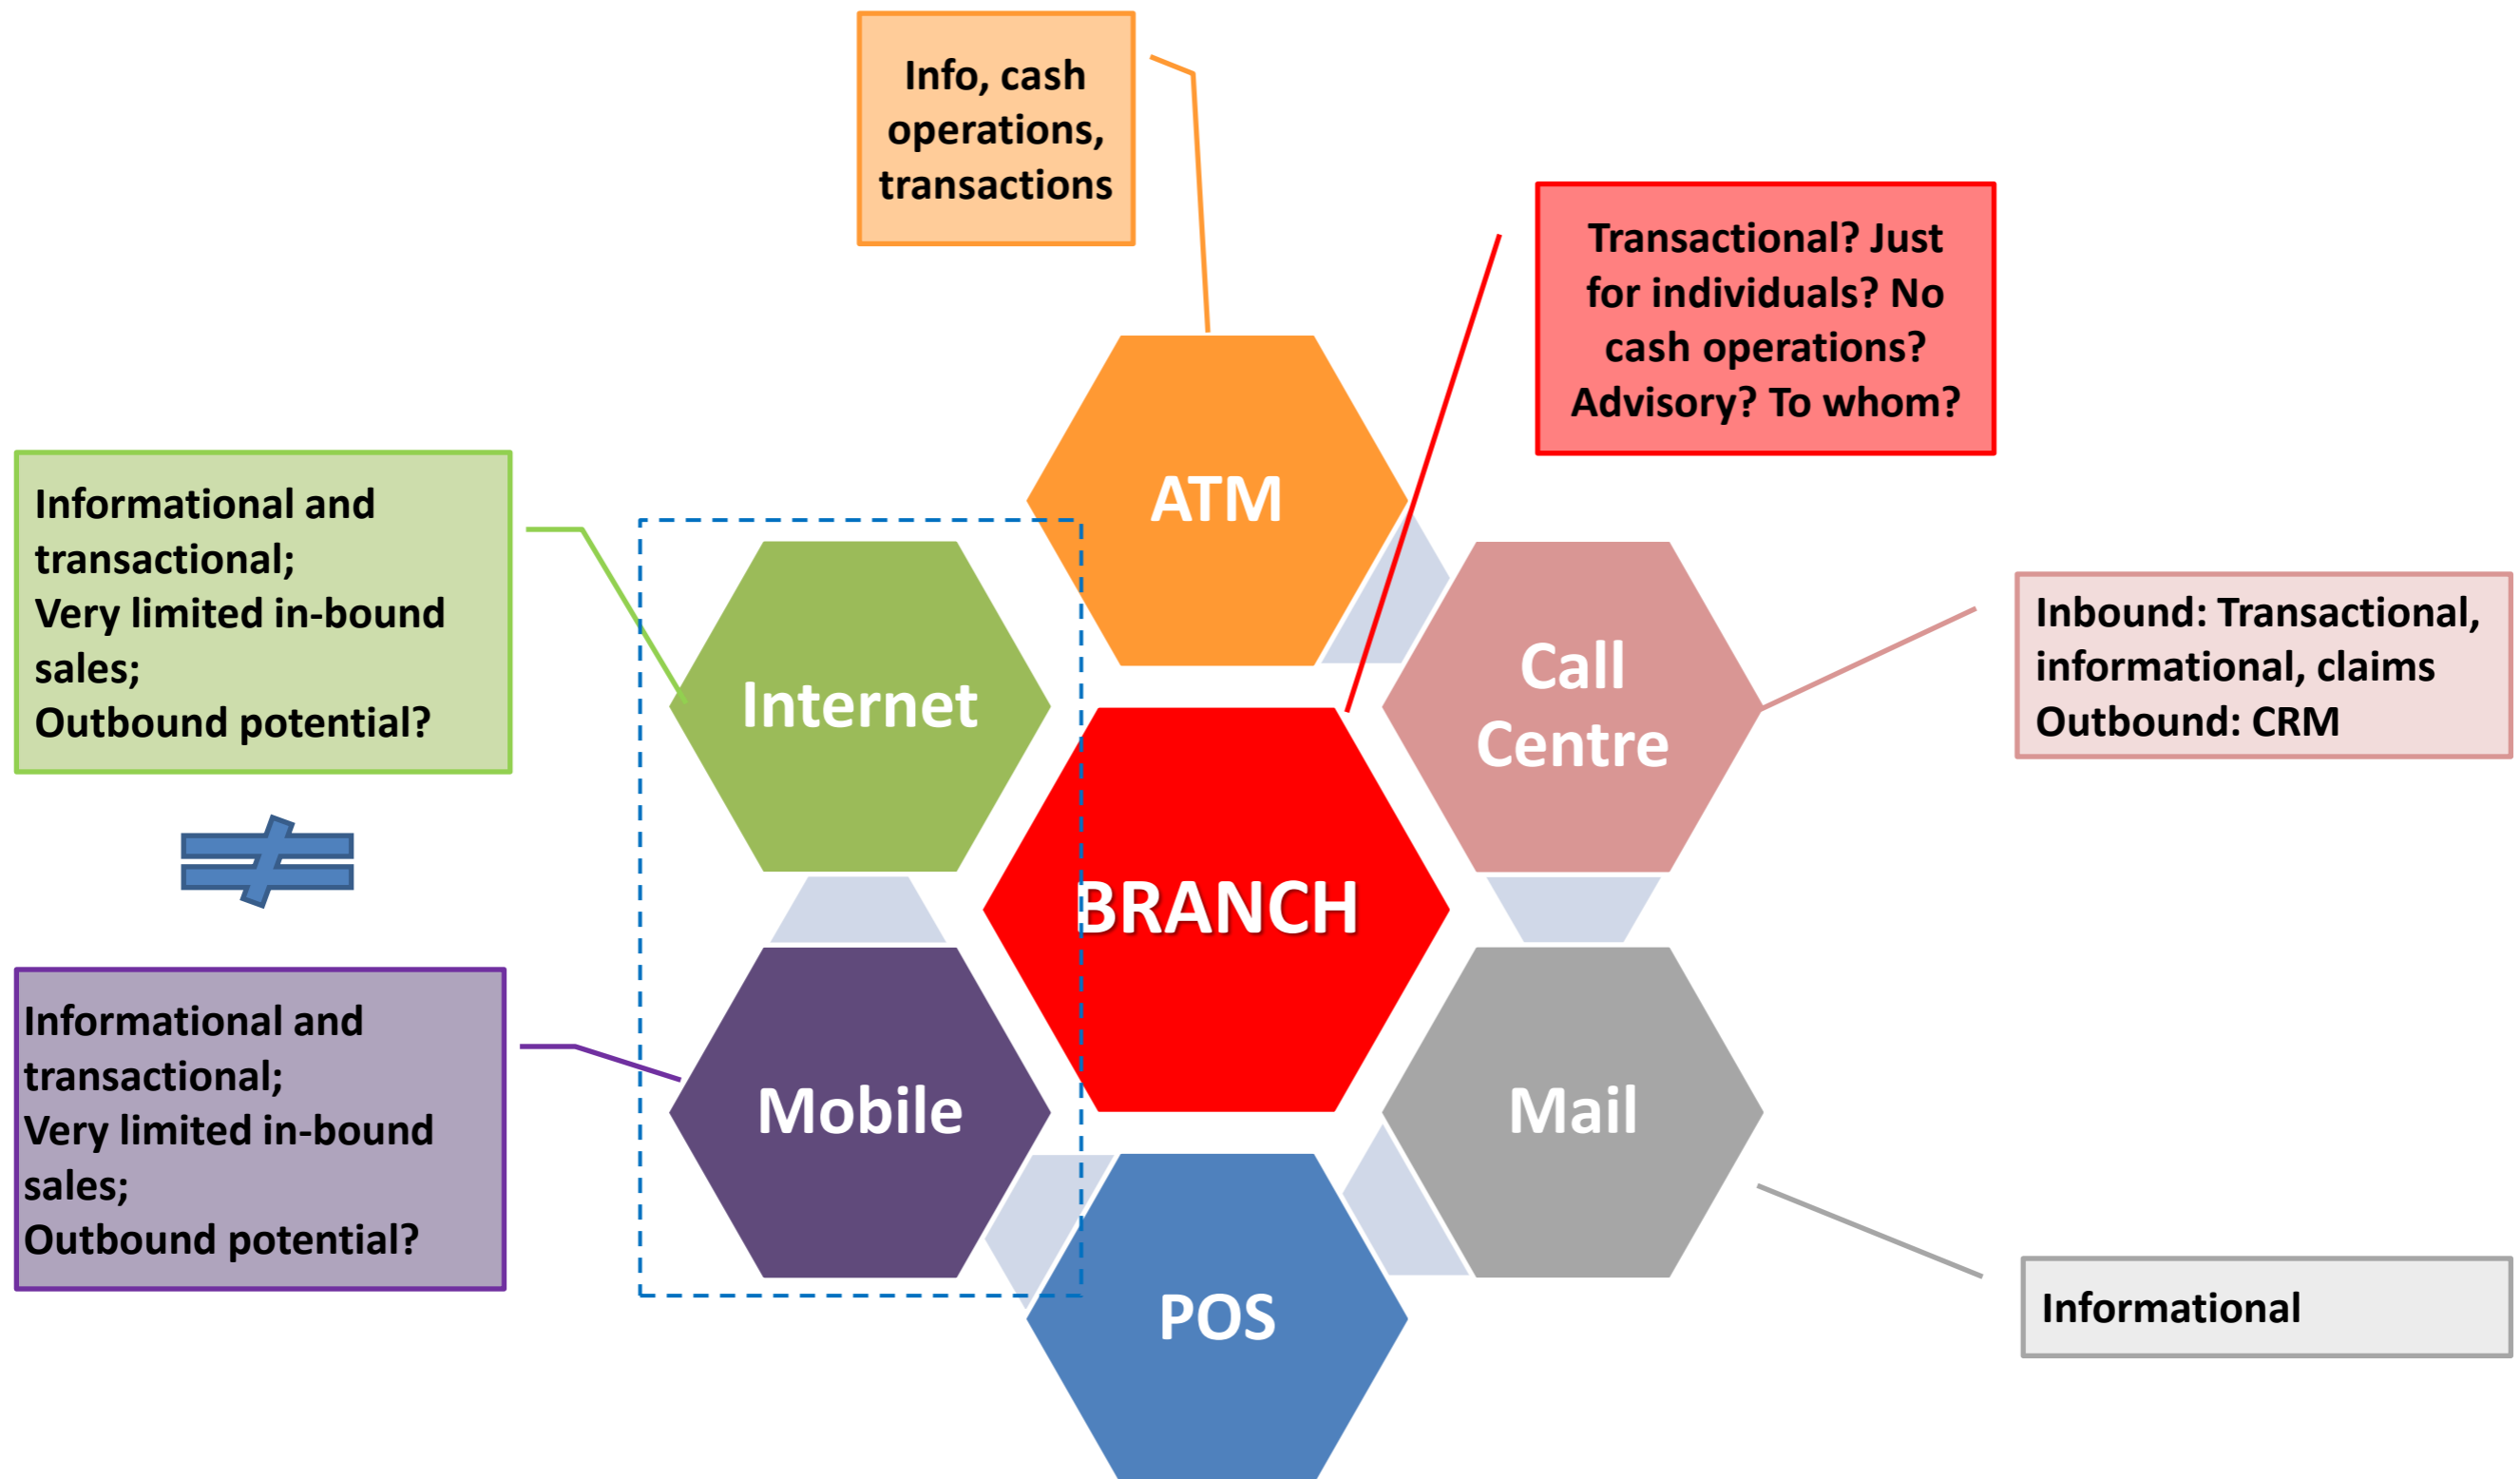 Info, cash
operations,
transactions
Transactional? Just
for individuals? No
cash operations?
Advisory? To whom?
ATM
Informational and
transactional;
Very limited in-bound
sales;
Outbound potential?
Internet
Call
Centre
Inbound: Transactional,
informational, claims
Outbound: CRM
BRANCH
Informational and
transactional;
Very limited in-bound
sales;
Outbound potential?
Mobile
Mail
POS
Informational